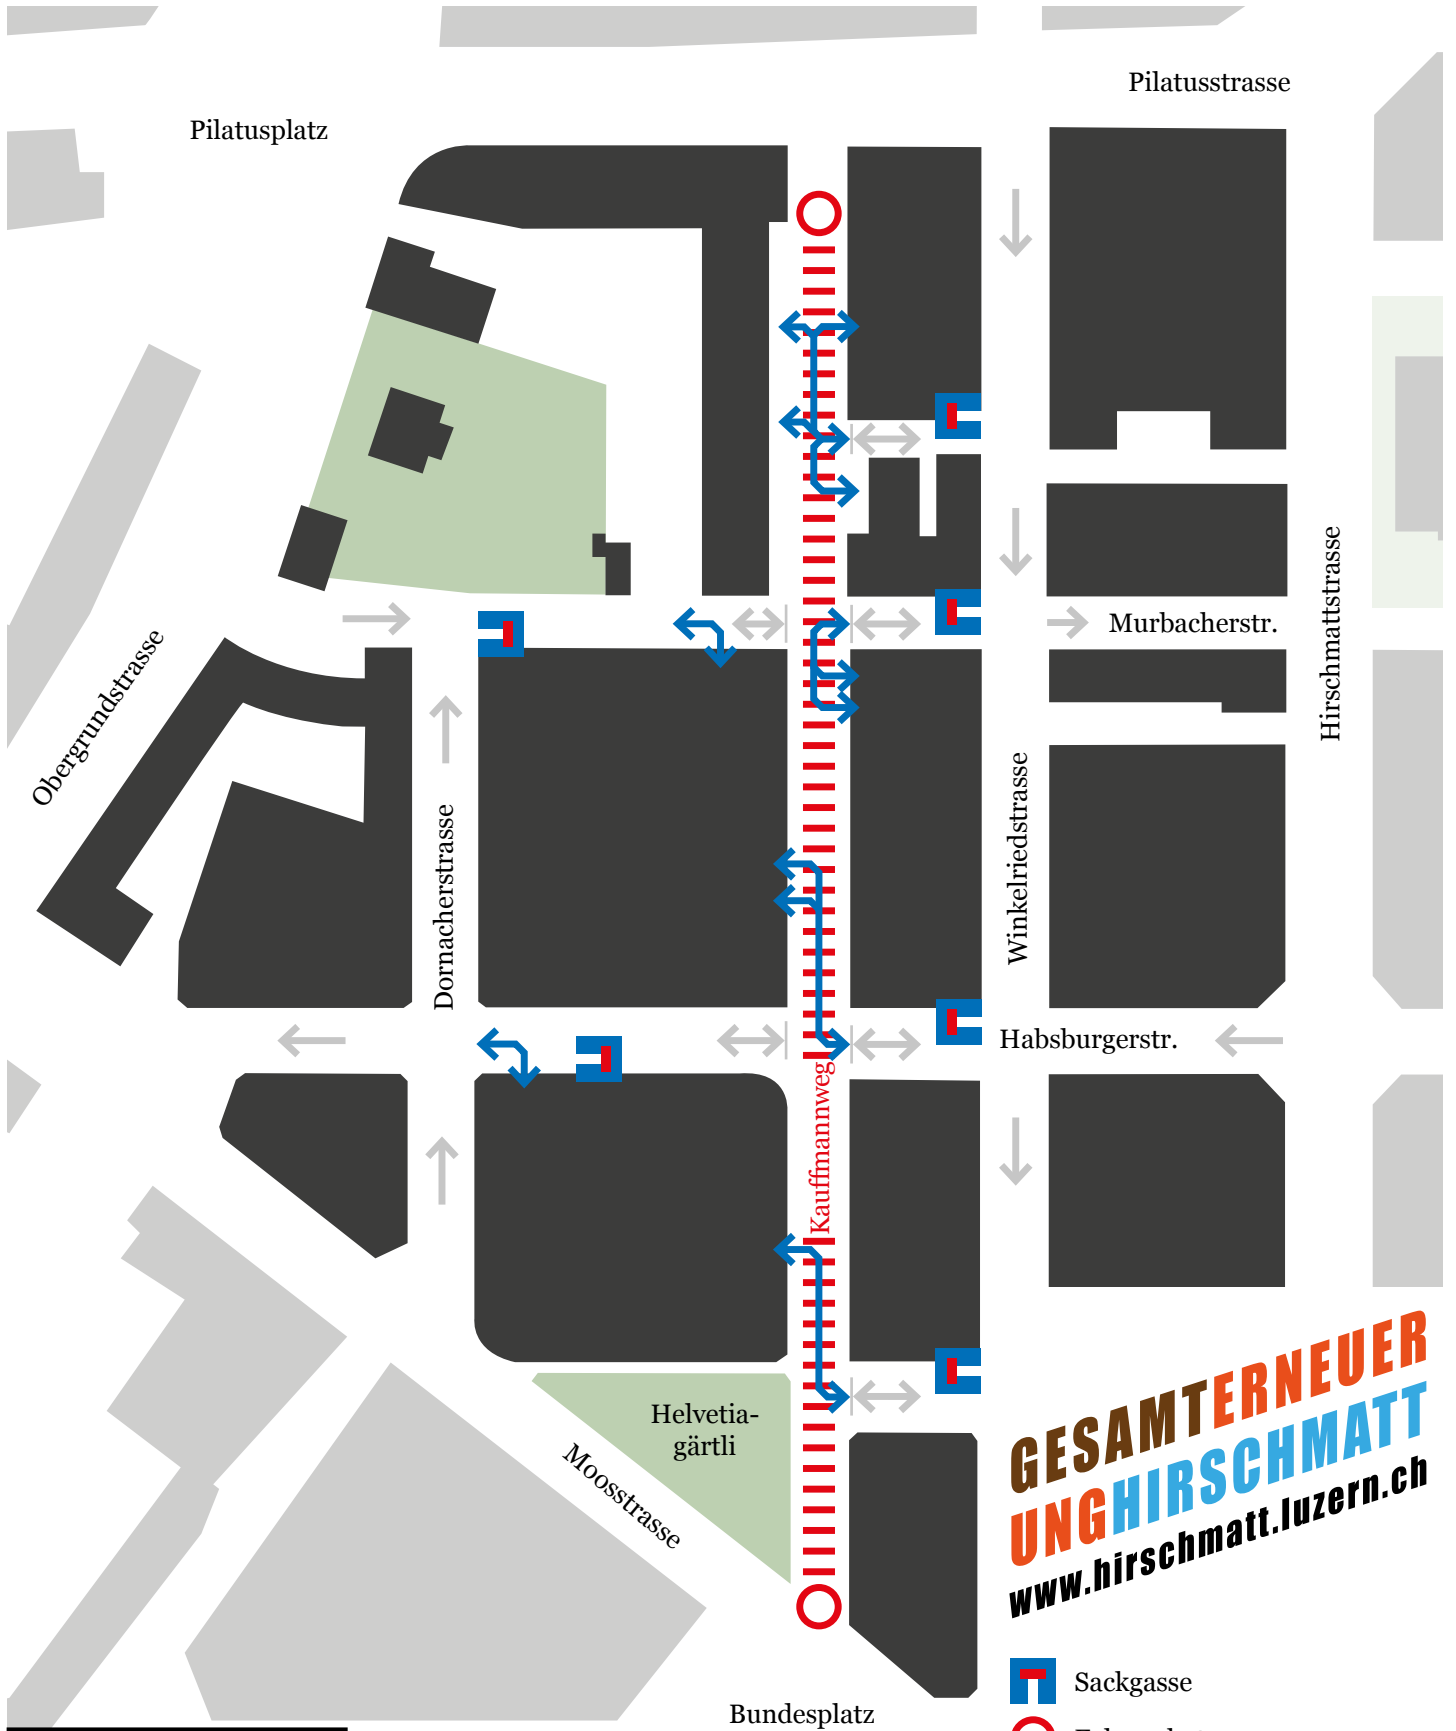 Pilatusstrasse
Pilatusplatz
Obergrundstrasse
Murbacherstr.
Hirschmattstrasse
Dornacherstrasse
Winkelriedstrasse
Habsburgerstr.
Kauffmannweg
Helvetia-
gärtli
Moosstrasse
GESAMTERNEUER
UNGHIRSCHMATT
www.hirschmatt.luzern.ch
Sackgasse
Bundesplatz